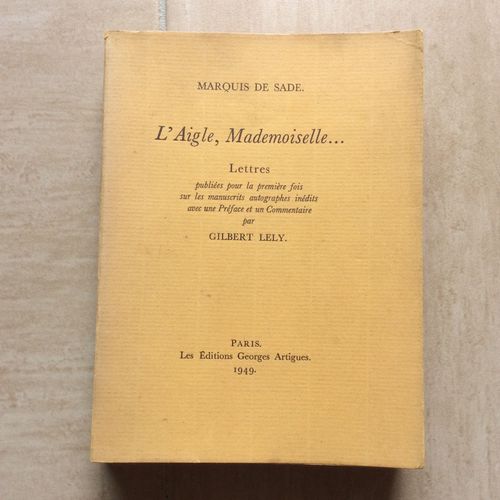 MARQUIS DE SADE.
L'Aigle, Mademoiselle...
Lettres
publiées pour la première fois
sur les manuscrits autographes inédits
avec une Préface et un Commentaire
par
GILBERT LELY.
PARIS.
Les Éditions Georges Artigues.
1949.